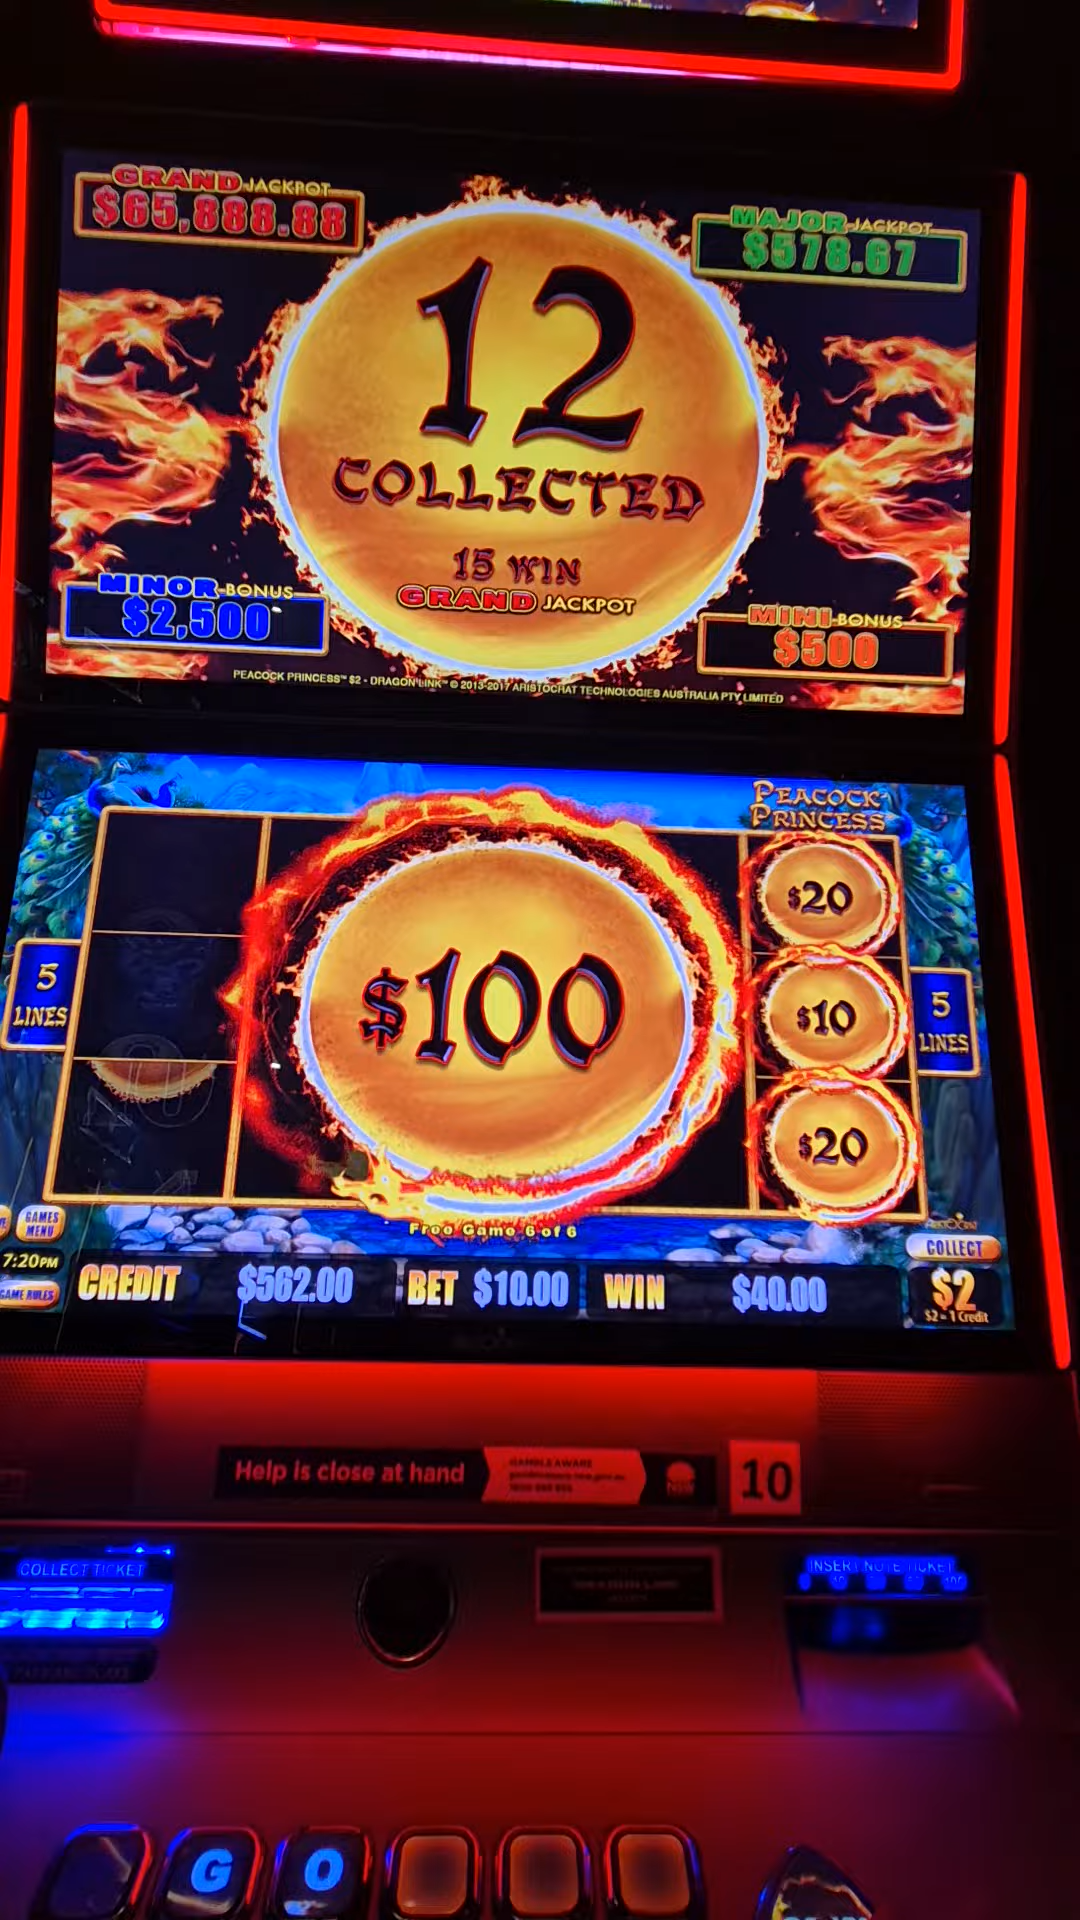 GRAND JACKPOT
$65,888.88
MAJOR JACKPOT
$578.67
12
COLLECTED
15 WIN
GRAND JACKPOT
MINOR BONUS
$2,500
MINI BONUS
$500
PEACOCK PRINCESS™ $2 - DRAGON LINK™ © 2013-2017 ARISTOCRAT TECHNOLOGIES AUSTRALIA PTY LIMITED
PEACOCK
PRINCESS
$20
5
LINES
$100
$10
5
LINES
$20
Free Game 6 of 6
GAMES
MENU
COLLECT
7:20PM
GAME RULES
CREDIT $562.00
BET $10.00
WIN $40.00
$2
$2 = 1 Credit
Help is close at hand
GAMBLEAWARE
10
COLLECT TICKET
INSERT NOTE/TICKET
GO